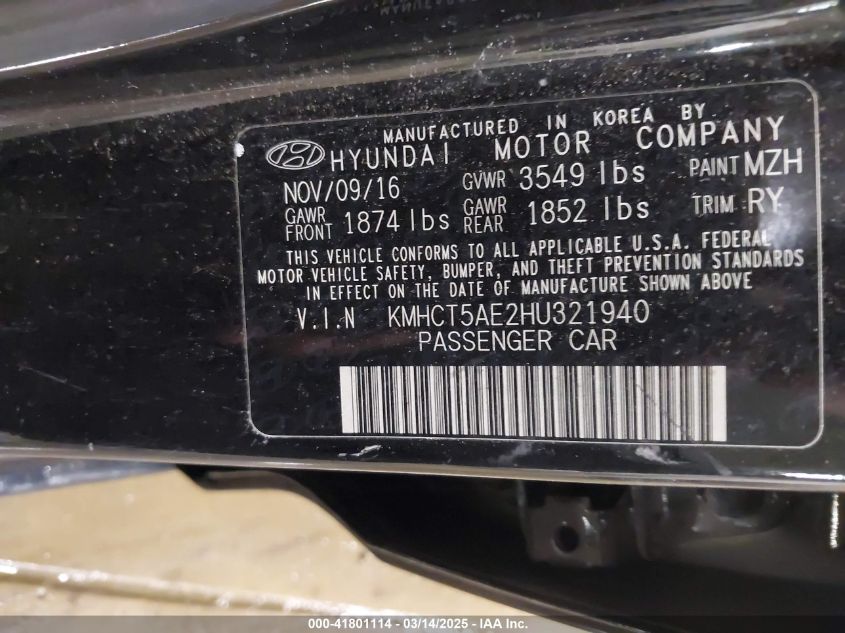 MANUFACTURED IN KOREA BY
HYUNDAI MOTOR COMPANY
NOV/09/16 GVWR 3549 lbs PAINT MZH
GAWR FRONT 1874 lbs GAWR REAR 1852 lbs TRIM RY
THIS VEHICLE CONFORMS TO ALL APPLICABLE U.S.A. FEDERAL
MOTOR VEHICLE SAFETY, BUMPER, AND THEFT PREVENTION STANDARDS
IN EFFECT ON THE DATE OF MANUFACTURE SHOWN ABOVE
V.I.N KMHCT5AE2HU321940
PASSENGER CAR
000-41801114 - 03/14/2025 - IAA Inc.